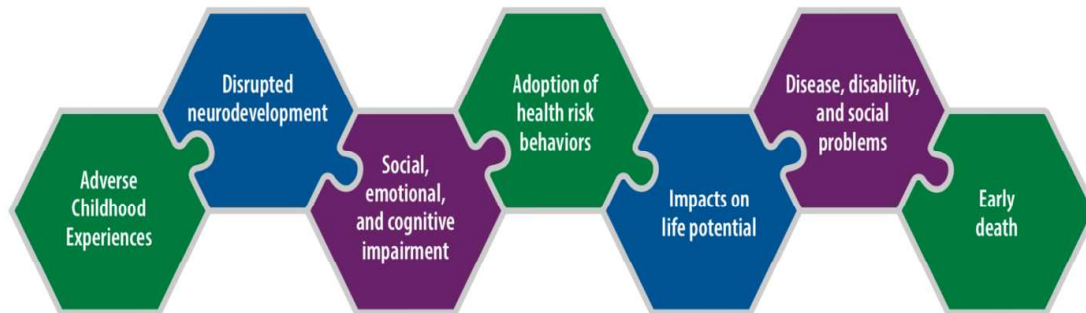 Adverse
Childhood
Experiences
Disrupted
neurodevelopment
Social,
emotional,
and cognitive
impairment
Adoption of
health risk
behaviors
Impacts on
life potential
Disease, disability,
and social
problems
Early
death